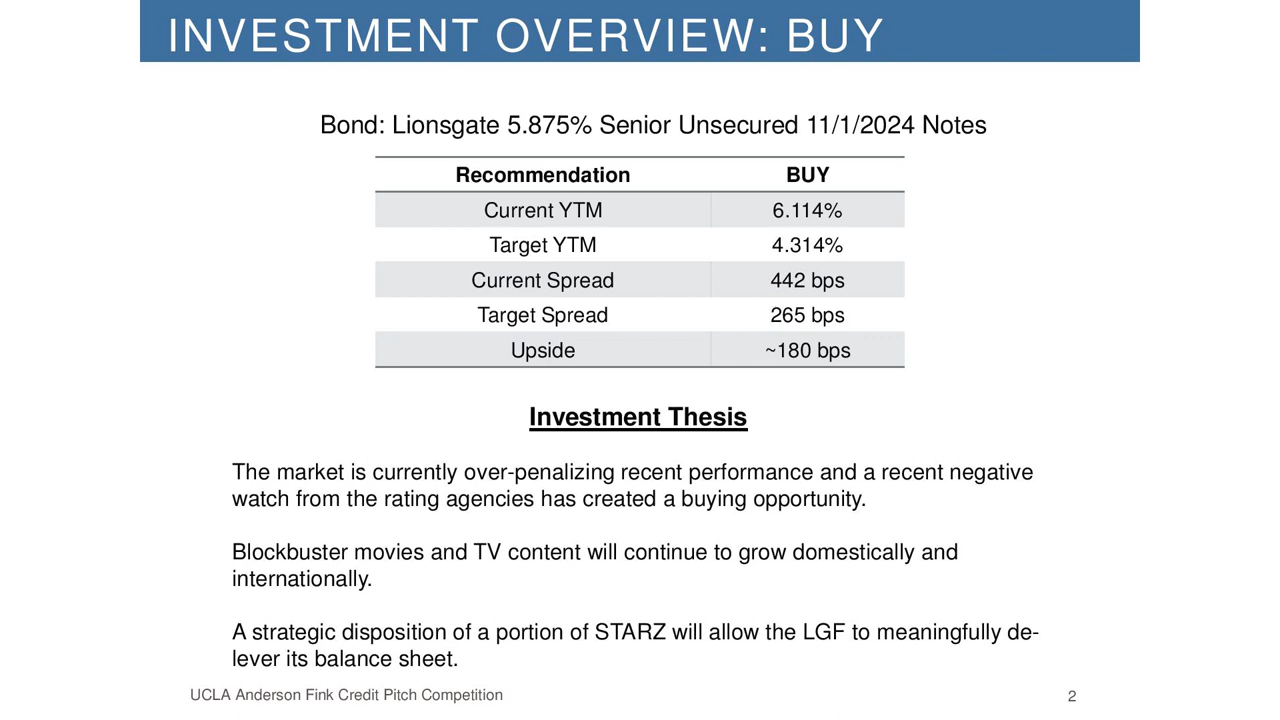 INVESTMENT OVERVIEW: BUY
Bond: Lionsgate 5.875% Senior Unsecured 11/1/2024 Notes
Recommendation BUY
Current YTM 6.114%
Target YTM 4.314%
Current Spread 442 bps
Target Spread 265 bps
Upside ~180 bps
Investment Thesis
The market is currently over-penalizing recent performance and a recent negative
watch from the rating agencies has created a buying opportunity.
Blockbuster movies and TV content will continue to grow domestically and
internationally.
A strategic disposition of a portion of STARZ will allow the LGF to meaningfully de-
lever its balance sheet.
UCLA Anderson Fink Credit Pitch Competition 2